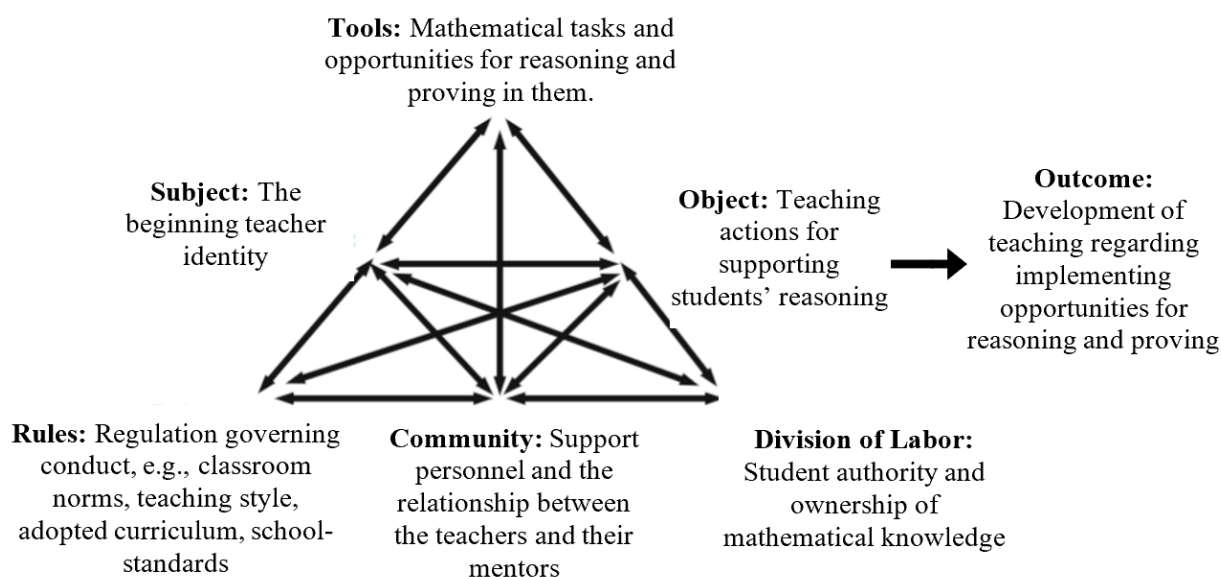 Tools: Mathematical tasks and
opportunities for reasoning and
proving in them.
Subject: The
beginning teacher
identity
Object: Teaching
actions for
supporting
students’ reasoning
Outcome:
Development of
teaching regarding
implementing
opportunities for
reasoning and proving
Rules: Regulation governing
conduct, e.g., classroom
norms, teaching style,
adopted curriculum, school-
standards
Community: Support
personnel and the
relationship between
the teachers and their
mentors
Division of Labor:
Student authority and
ownership of
mathematical knowledge